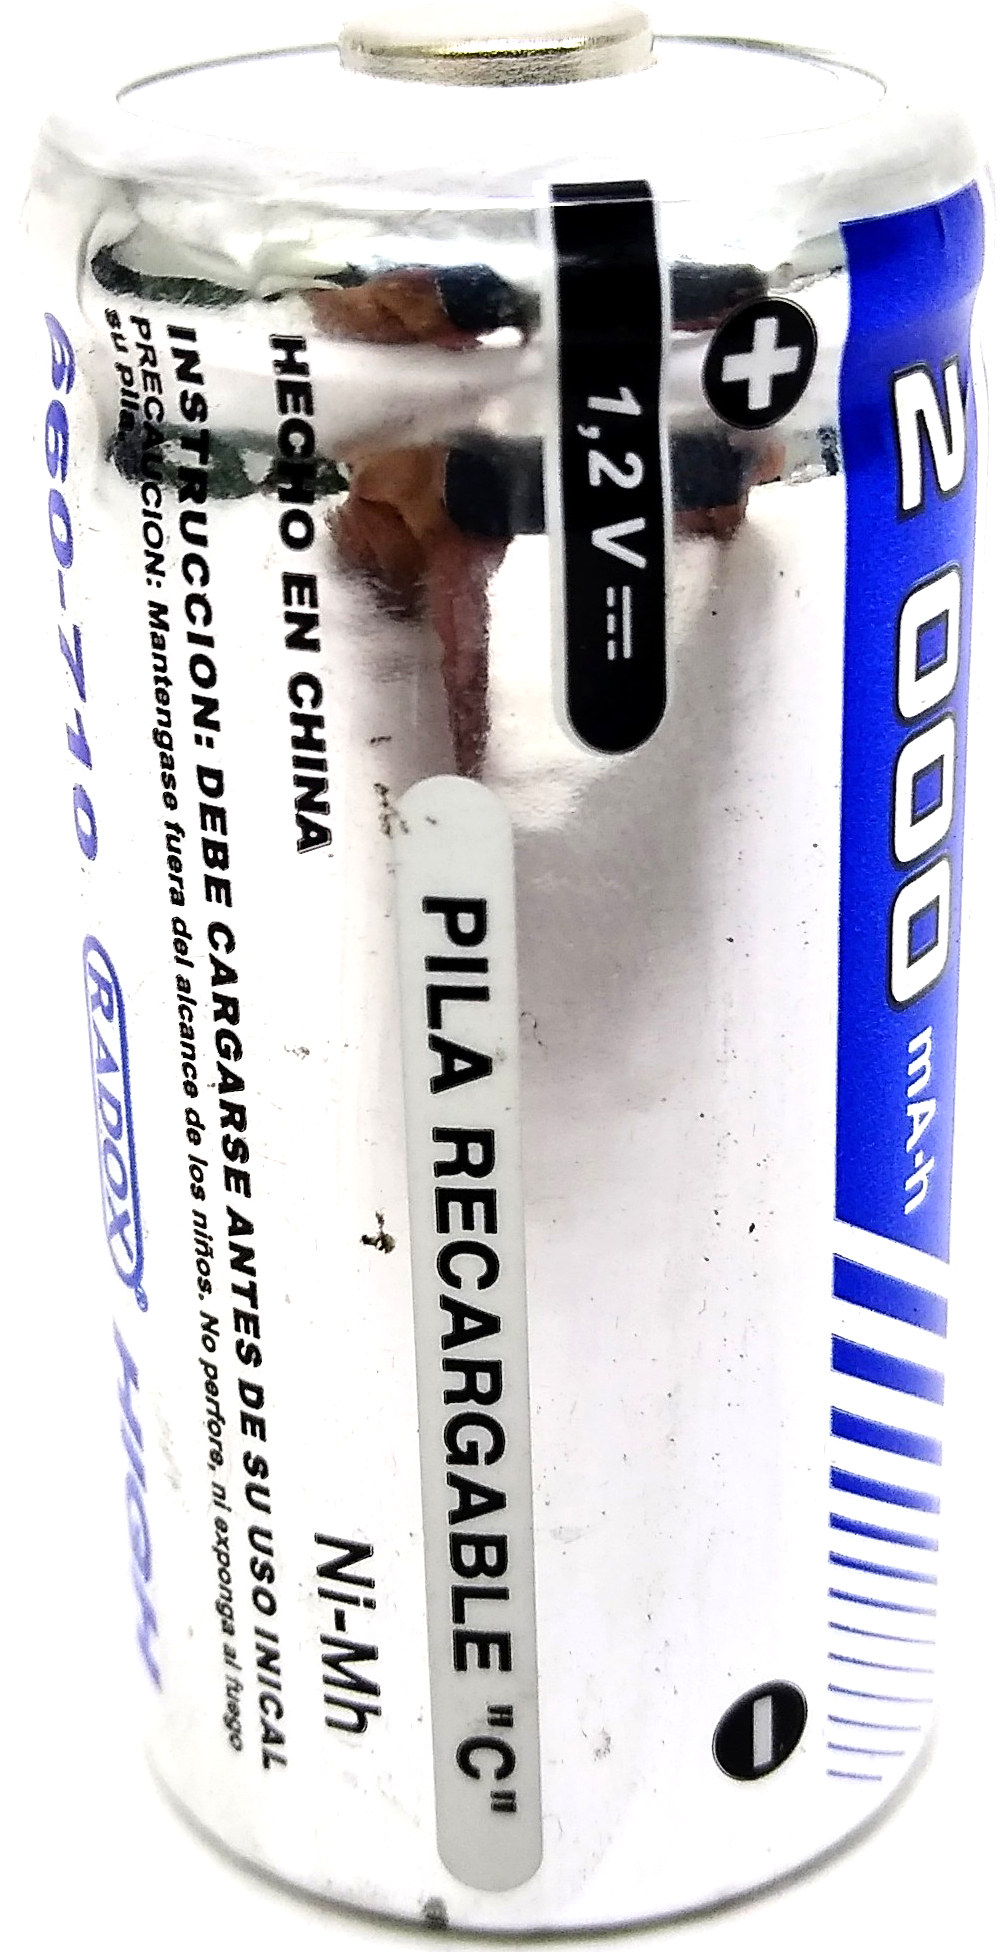 2 000 mA·h
+
-
1,2 V
PILA RECARGABLE "C"
HECHO EN CHINA
Ni-Mh
INSTRUCCION: DEBE CARGARSE ANTES DE SU USO INICAL
PRECAUCION: Mantengase fuera del alcance de los niños. No perfore, ni exponga al fuego
su pila.
860-710 RADOX® HIGH